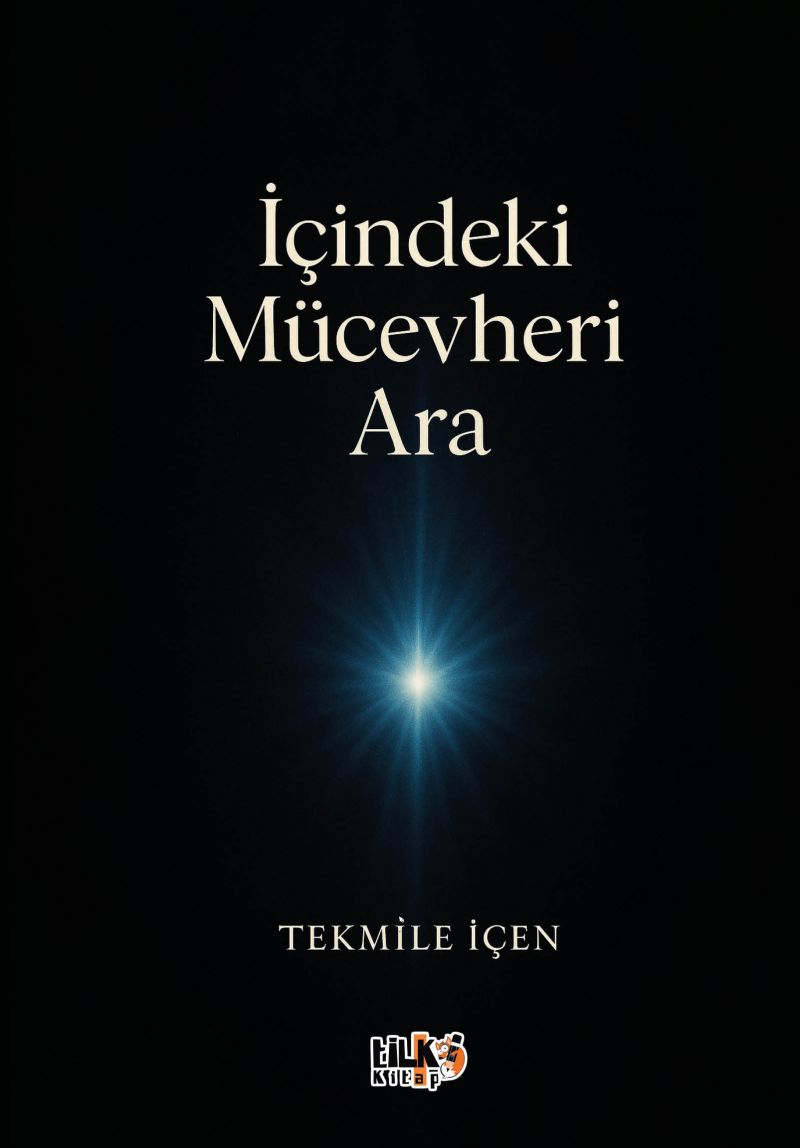 İçindeki
Mücevheri
Ara
TEKMİLE İÇEN
tilki
kitap